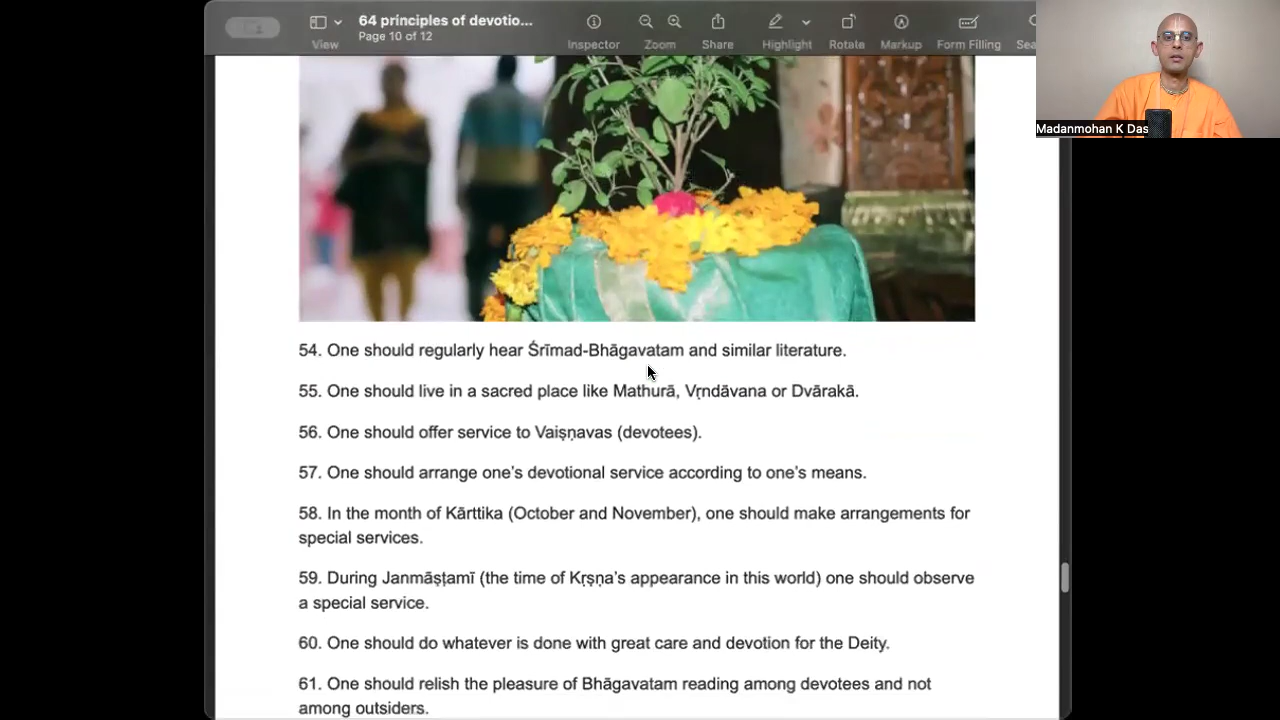 64 principles of devotio...
Page 10 of 12
View
Inspector
Zoom
Share
Highlight
Rotate
Markup
Form Filling
Madanmohan K Das
54. One should regularly hear Śrīmad-Bhāgavatam and similar literature.
55. One should live in a sacred place like Mathurā, Vṛndāvana or Dvārakā.
56. One should offer service to Vaiṣṇavas (devotees).
57. One should arrange one’s devotional service according to one’s means.
58. In the month of Kārttika (October and November), one should make arrangements for
special services.
59. During Janmāṣṭamī (the time of Kṛṣṇa’s appearance in this world) one should observe
a special service.
60. One should do whatever is done with great care and devotion for the Deity.
61. One should relish the pleasure of Bhāgavatam reading among devotees and not
among outsiders.